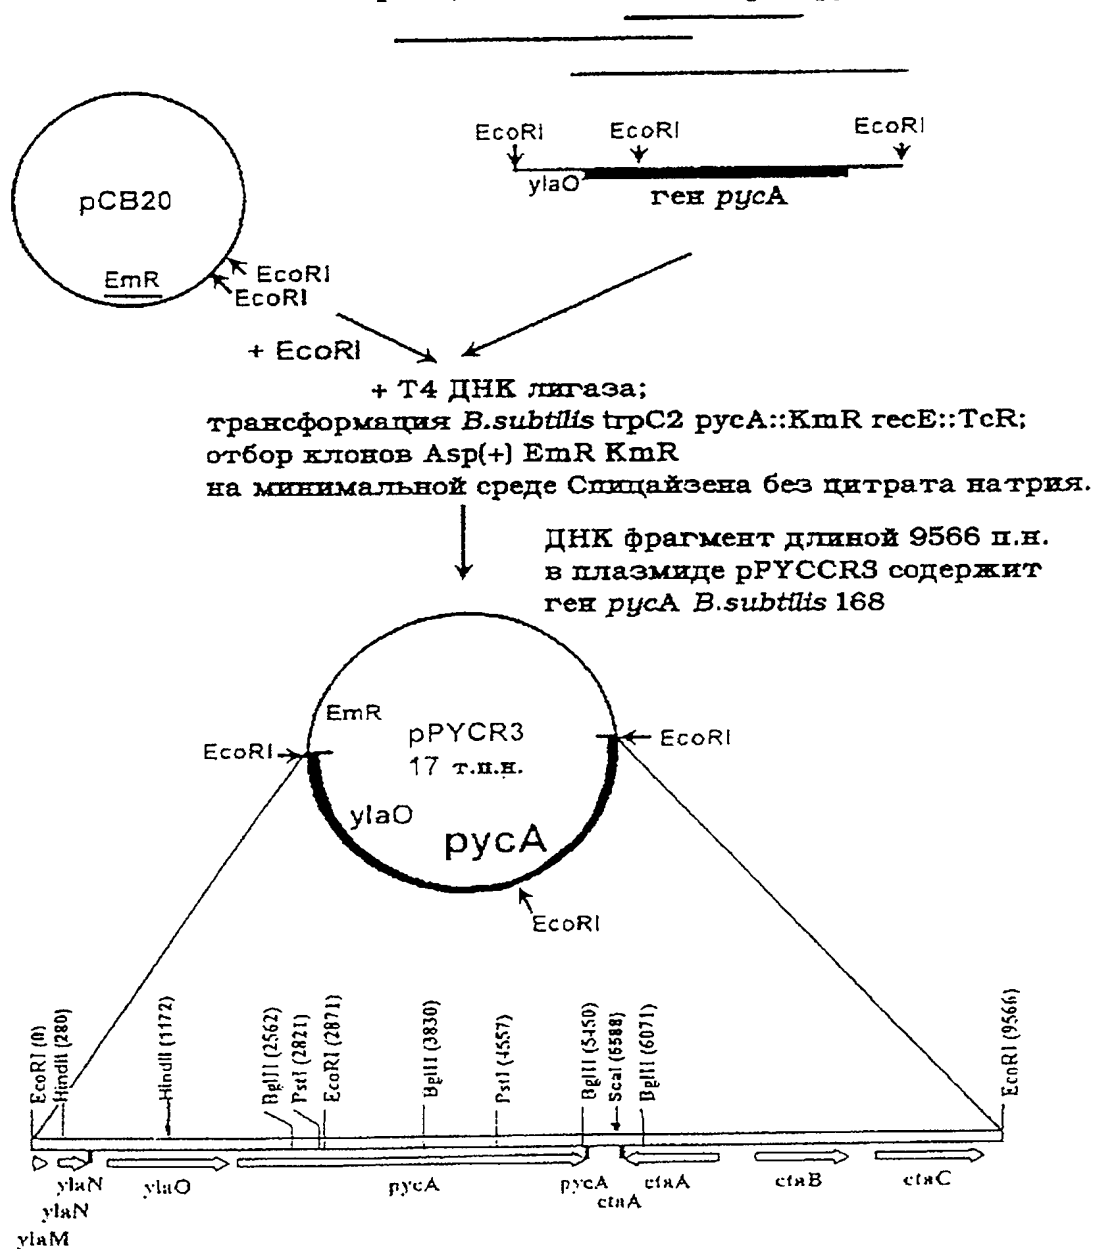 EcoRI
EcoRI
EcoRI
ylaO
ген pycA
pCB20
EmR
EcoRI
EcoRI
+ EcoRI
+ Т4 ДНК лигаза;
трансформация B.subtilis trpC2 pycA::KmR recE::TcR;
отбор клонов Asp(+) EmR KmR
на минимальной среде Спицайзена без цитрата натрия.
ДНК фрагмент длиной 9566 п.н.
в плазмиде pPYCCR3 содержит
ген pycA B.subtilis 168
EmR
pPYCR3
17 т.п.н.
EcoRI
EcoRI
ylaO
pycA
EcoRI
EcoRI (0)
HindII (280)
HindII (1172)
BglII (2562)
PstI (2821)
EcoRI (2871)
BglII (3830)
PstI (4557)
BglII (5450)
ScaI (5588)
BglII (6071)
EcoRI (9566)
ylaN
ylaO
pycA
pycA
ctaA
ctaB
ctaC
ctaA
ylaN
ylaM